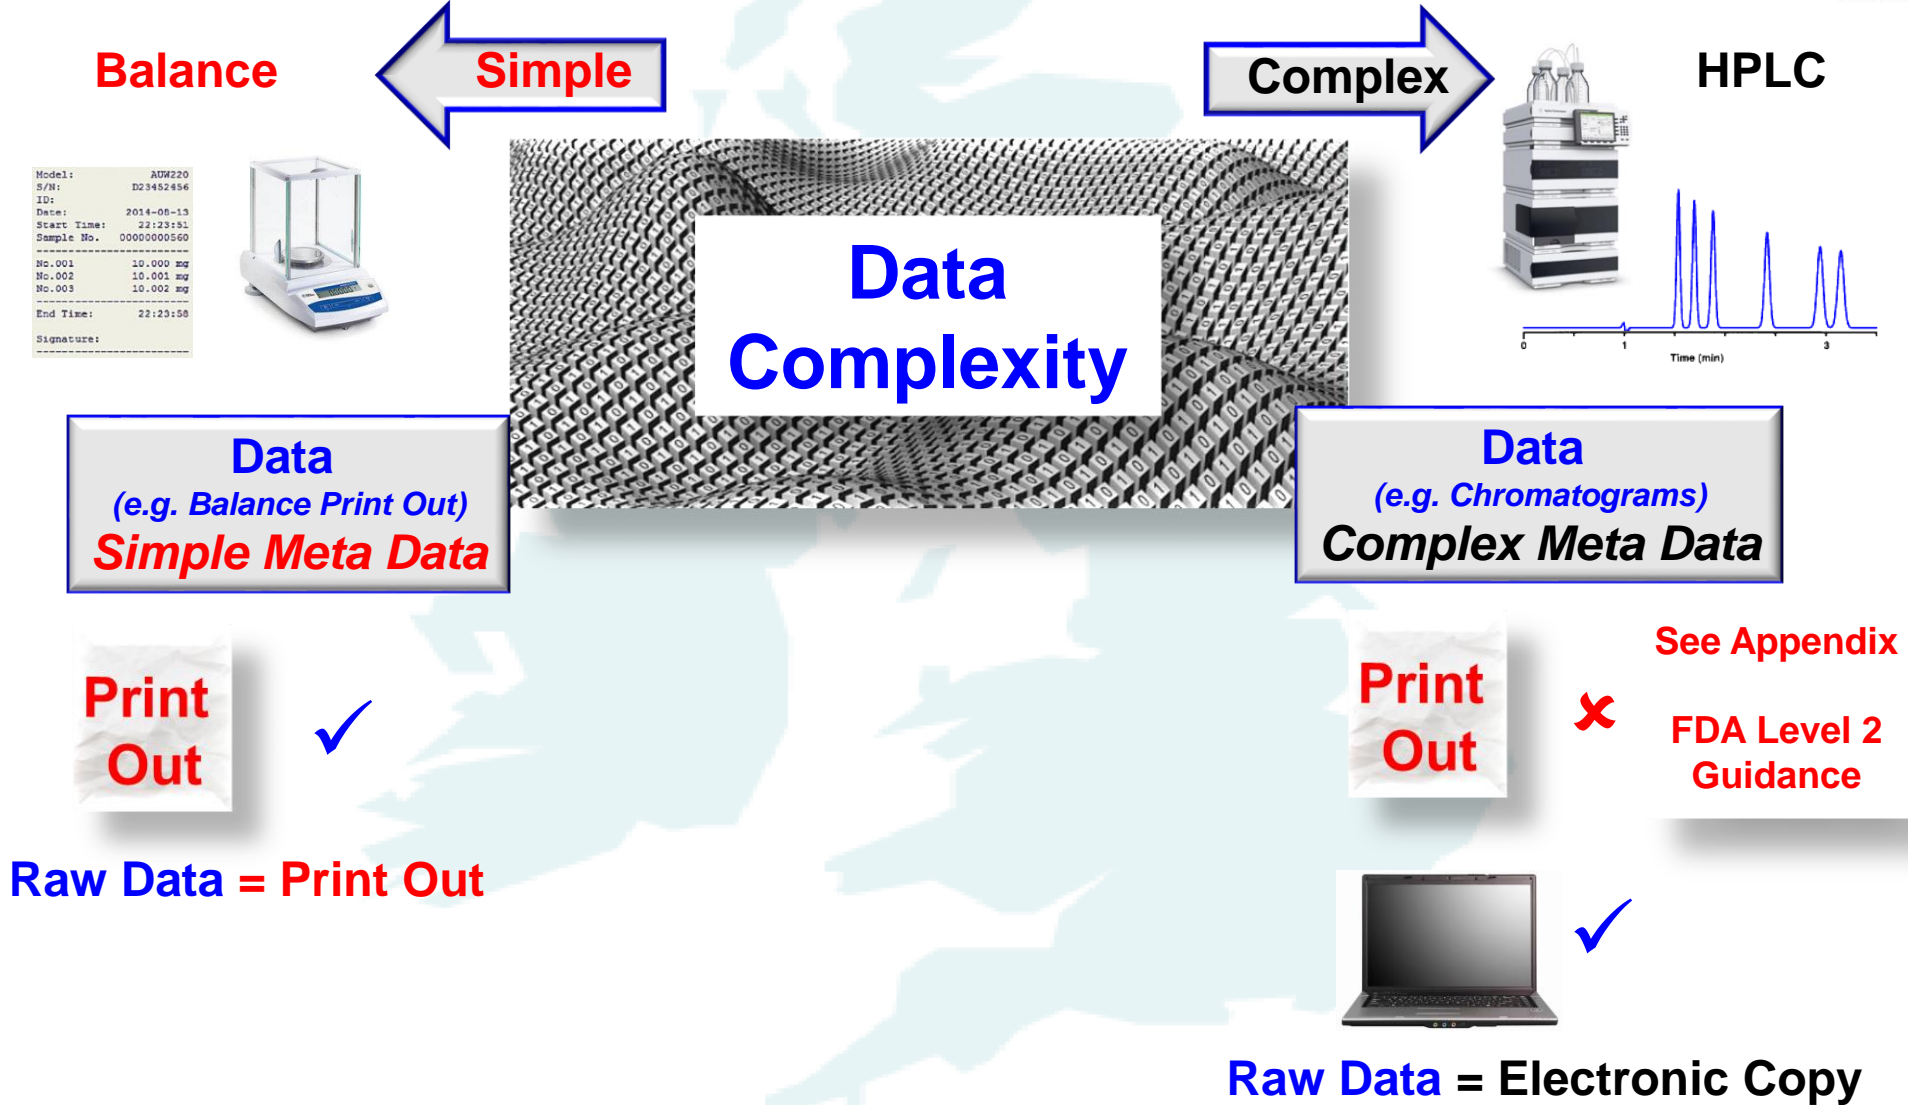 Balance
Simple
Complex
HPLC
Model: AUW220
S/N: D23452456
ID:
Date: 2014-08-13
Start Time: 22:23:51
Sample No. 00000000560
No.001 10.000 mg
No.002 10.001 mg
No.003 10.002 mg
End Time: 22:23:58
Signature:
Data
Complexity
0 1 3
Time (min)
Data
(e.g. Balance Print Out)
Simple Meta Data
Data
(e.g. Chromatograms)
Complex Meta Data
Print
Out
Print
Out
See Appendix
FDA Level 2
Guidance
Raw Data = Print Out
Raw Data = Electronic Copy